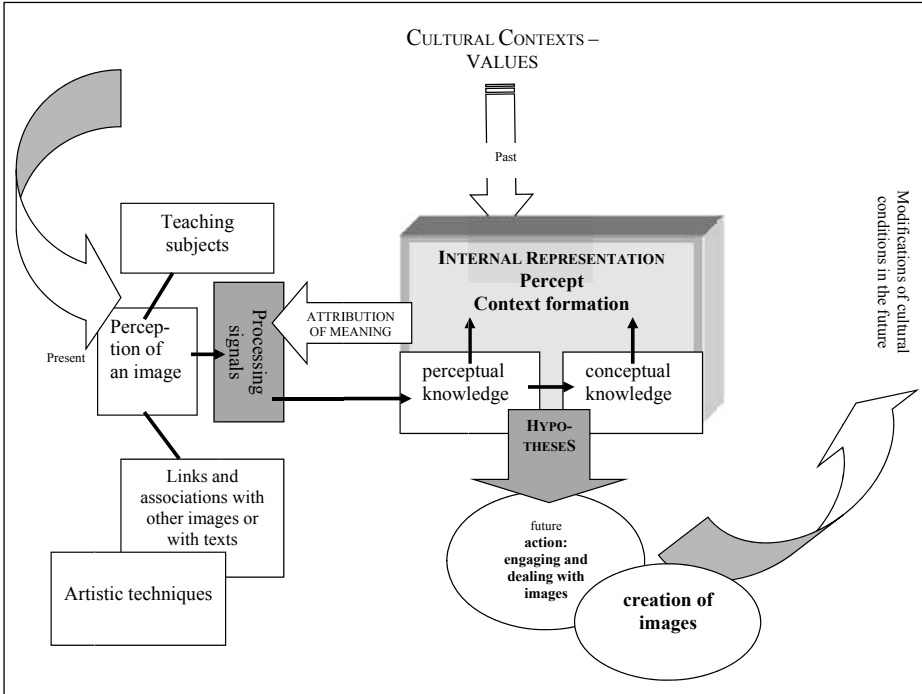 CULTURAL CONTEXTS –
VALUES
Past
Teaching
subjects
INTERNAL REPRESENTATION
Percept
Context formation
ATTRIBUTION
OF MEANING
Processing
signals
Present
Percep-
tion of
an image
perceptual
knowledge
conceptual
knowledge
HYPO-
THESES
Links and
associations with
other images or
with texts
Artistic techniques
future
action:
engaging and
dealing with
images
creation of
images
Modifications of cultural
conditions in the future